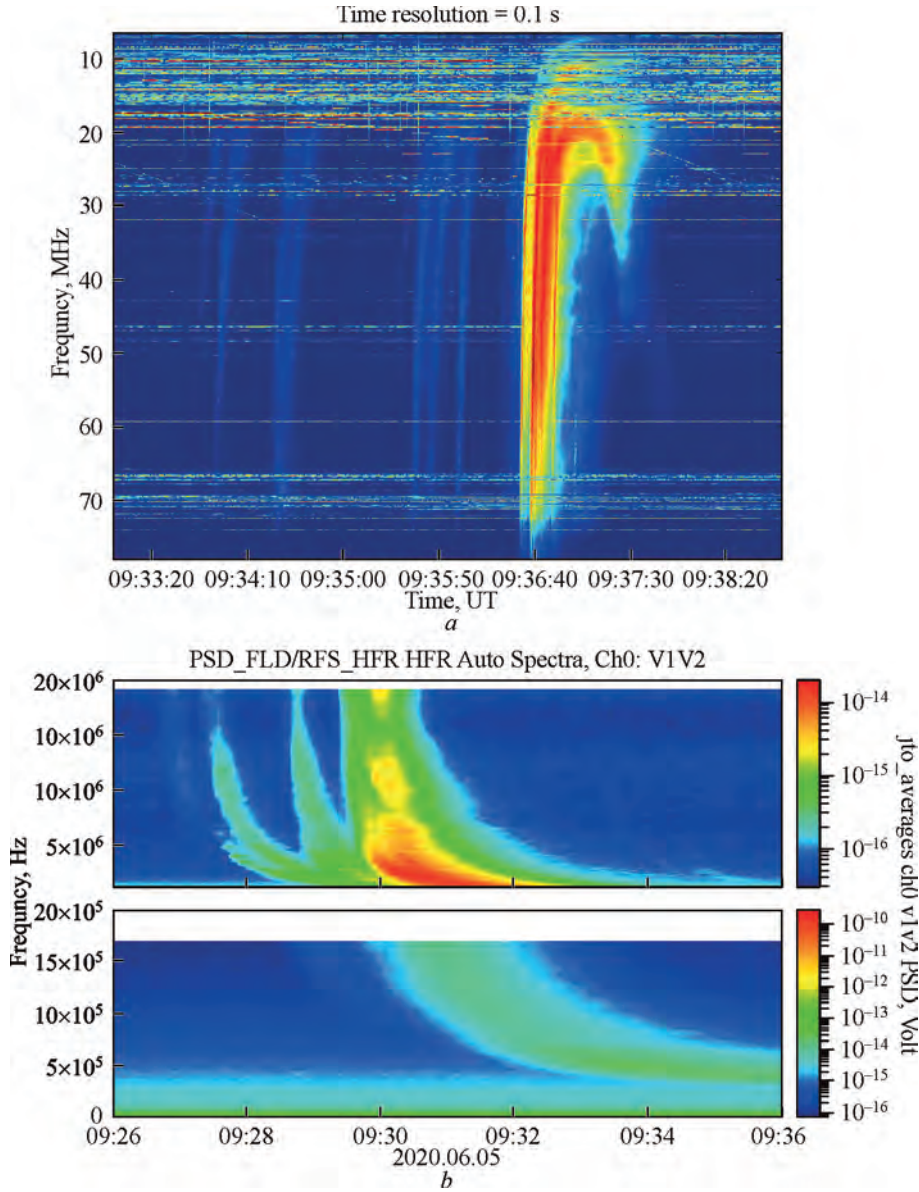 Time resolution = 0.1 s
10
20
30
40
50
60
70
Frequncy, MHz
09:33:20 09:34:10 09:35:00 09:35:50 09:36:40 09:37:30 09:38:20
Time, UT
a
PSD_FLD/RFS_HFR HFR Auto Spectra, Ch0: V1V2
20×10⁶
10×10⁶
10×10⁶
5×10⁶
20×10⁵
15×10⁵
10×10⁵
5×10⁵
0
Frequncy, Hz
10⁻¹⁴
10⁻¹⁵
10⁻¹⁶
10⁻¹⁰
10⁻¹¹
10⁻¹²
10⁻¹³
10⁻¹⁴
10⁻¹⁵
10⁻¹⁶
averages ch0 v1v2 PSD, Volt
09:26 09:28 09:30 09:32 09:34 09:36
2020.06.05
b